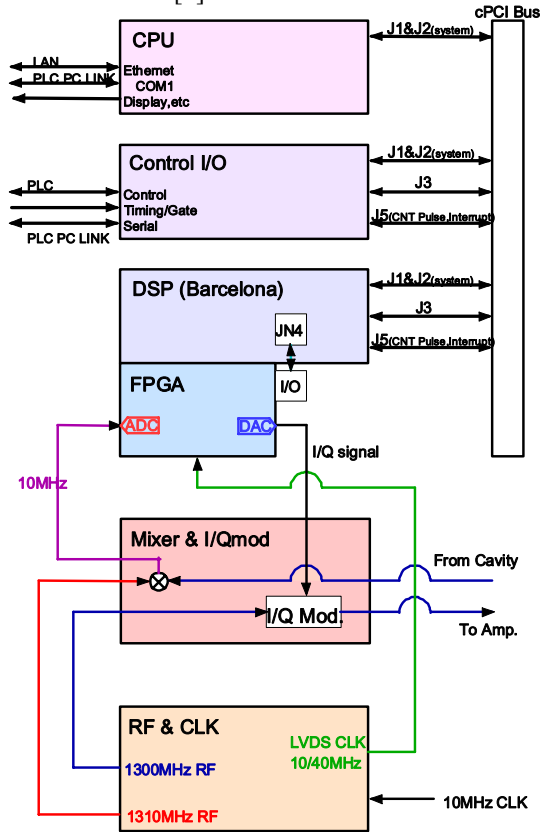 cPCI Bus
CPU
J1&J2(system)
LAN
Ethernet
PLC PC LINK
COM1
Display,etc
Control I/O
J1&J2(system)
PLC
Control
J3
Timing/Gate
Serial
J5(CNT Pulse,Interrupt)
PLC PC LINK
DSP (Barcelona)
J1&J2(system)
J3
JN4
J5(CNT Pulse,Interrupt)
FPGA
I/O
ADC
DAC
I/Q signal
10MHz
Mixer & I/Qmod
From Cavity
I/Q Mod.
To Amp.
RF & CLK
LVDS CLK
10/40MHz
1300MHz RF
10MHz CLK
1310MHz RF